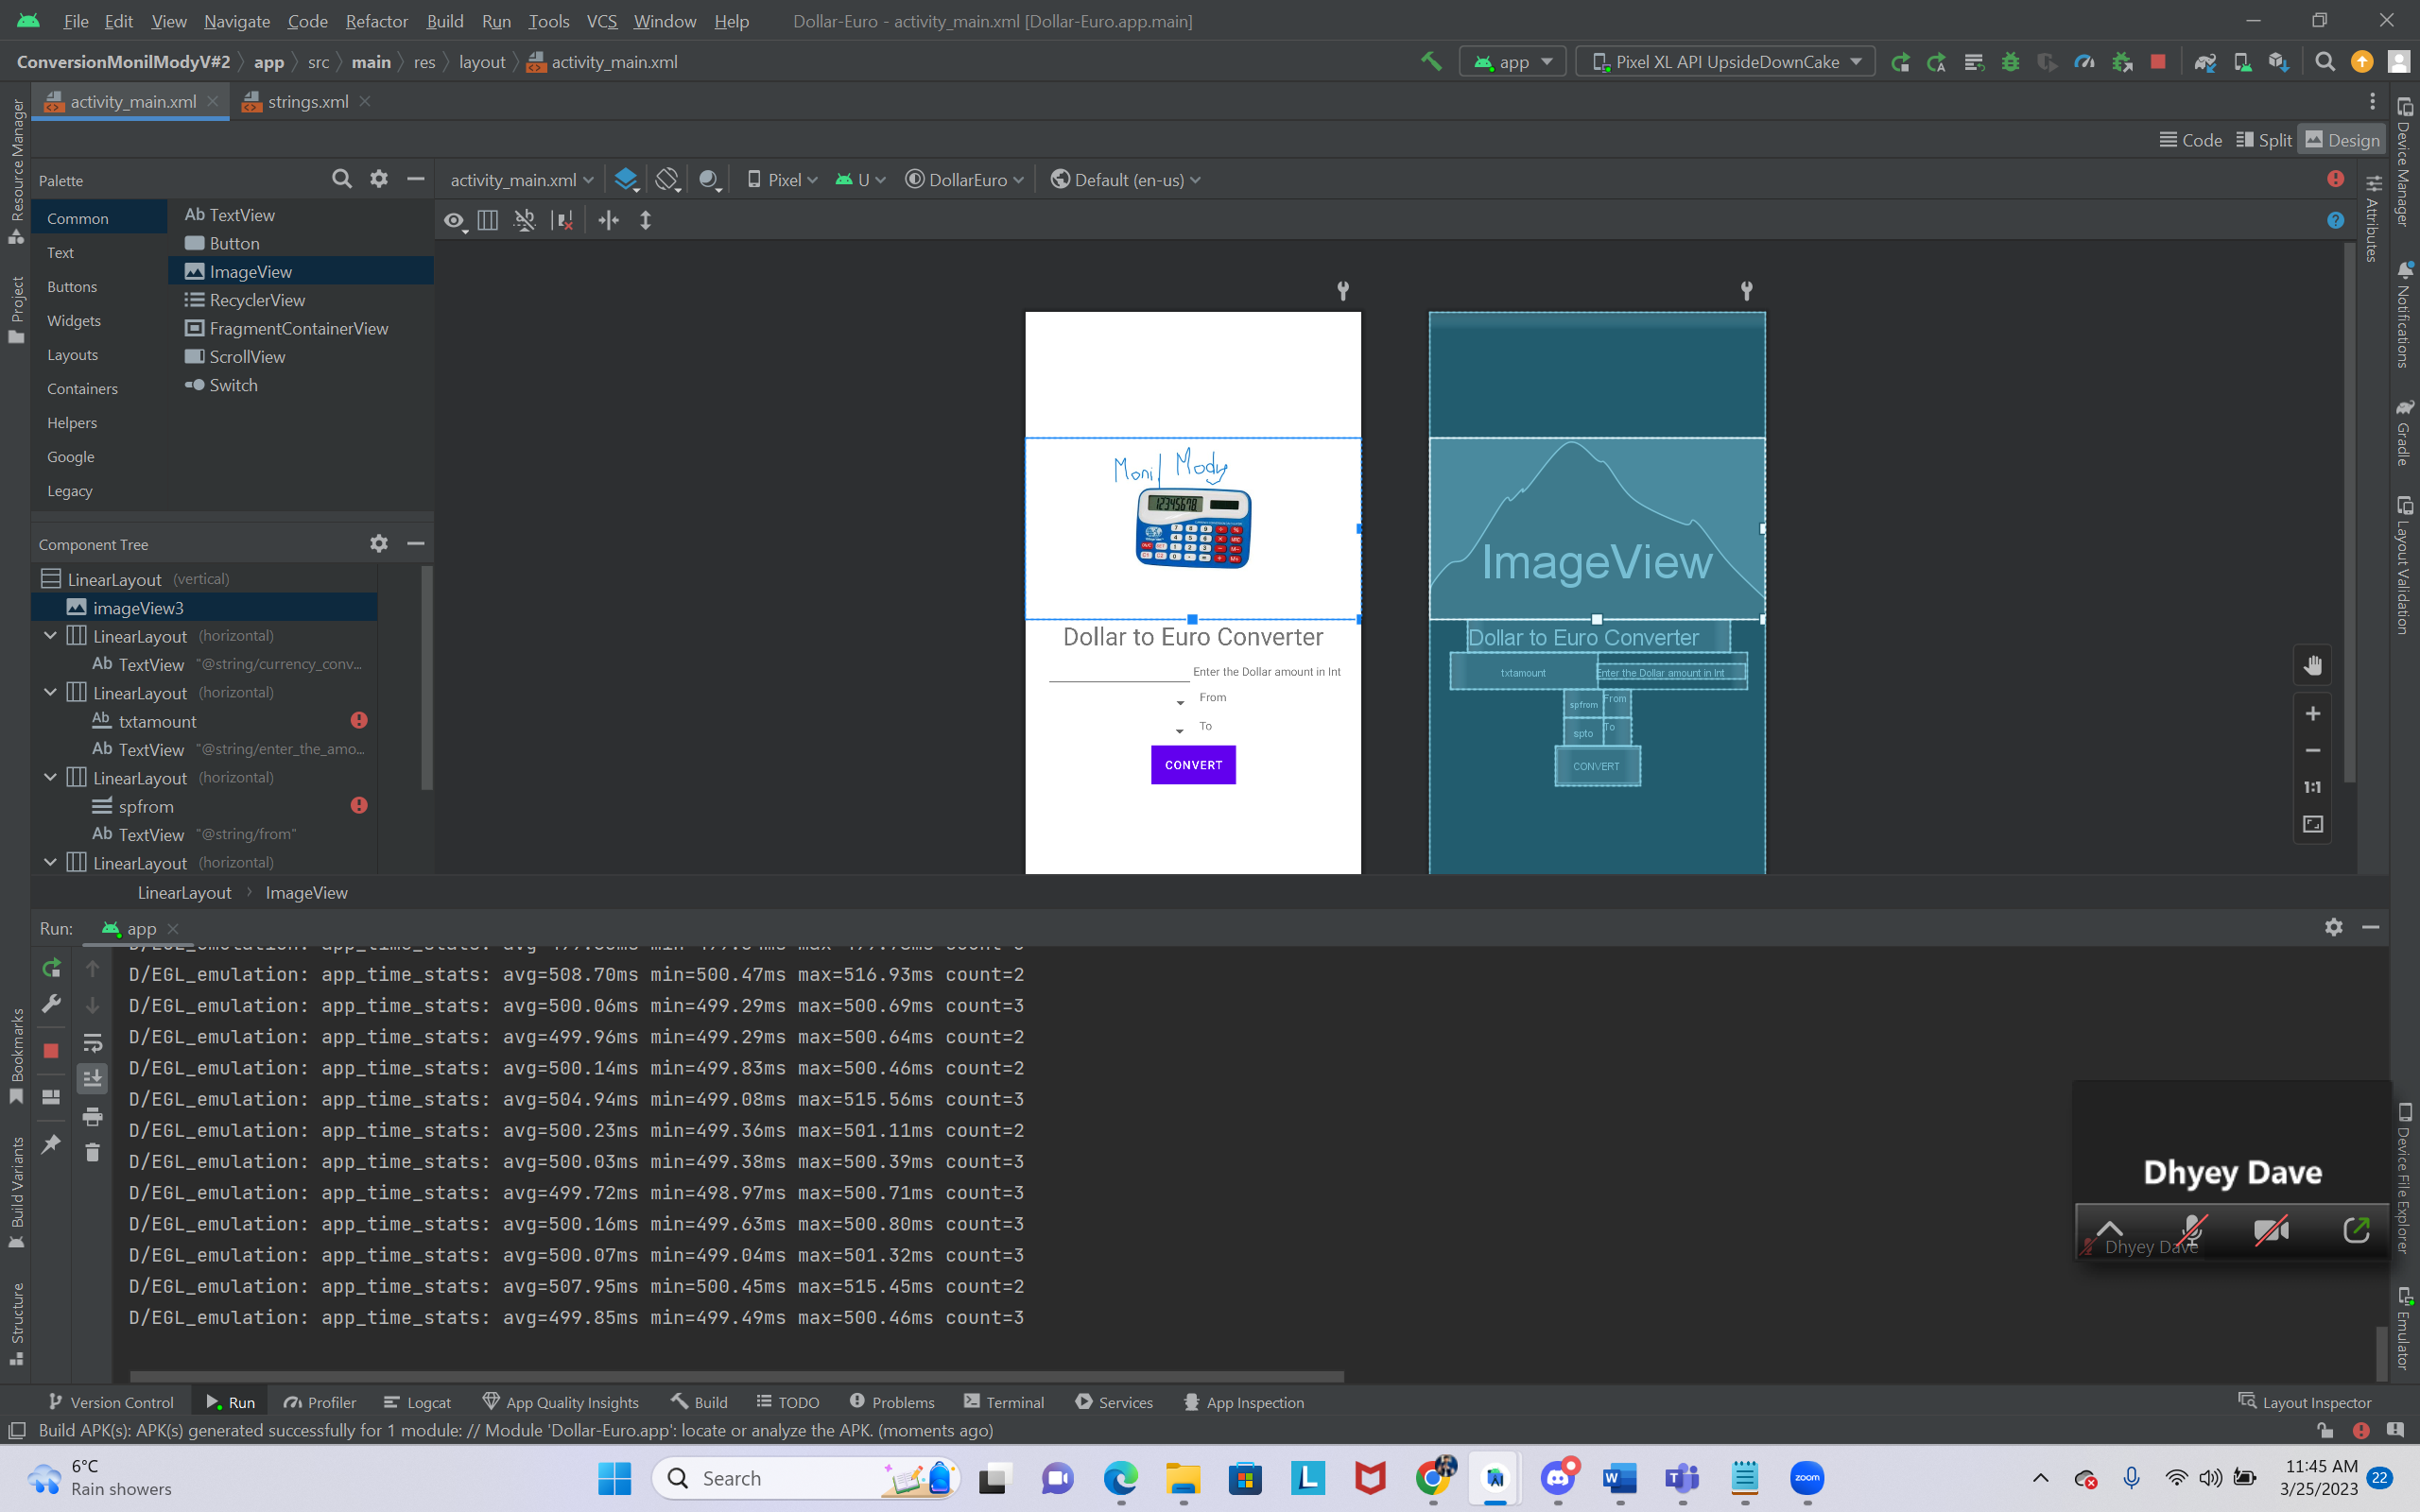 File Edit View Navigate Code Refactor Build Run Tools VCS Window Help Dollar-Euro - activity_main.xml [Dollar-Euro.app.main]
ConversionMonilModyV#2 app src main res layout activity_main.xml app Pixel XL API UpsideDownCake
activity_main.xml strings.xml
Code Split Design
Palette activity_main.xml Pixel U DollarEuro Default (en-us)
Common
Text
Buttons
Widgets
Layouts
Containers
Helpers
Google
Legacy
Ab TextView
Button
ImageView
RecyclerView
FragmentContainerView
ScrollView
Switch
Component Tree
LinearLayout (vertical)
imageView3
LinearLayout (horizontal)
Ab TextView "@string/currency_conv...
LinearLayout (horizontal)
Ab txtamount
Ab TextView "@string/enter_the_amo...
LinearLayout (horizontal)
spfrom
Ab TextView "@string/from"
LinearLayout (horizontal)
Monil Mody
12345678
Dollar to Euro Converter
Enter the Dollar amount in Int
From
To
CONVERT
ImageView
Dollar to Euro Converter
txtamount Enter the Dollar amount in Int
spfrom From
spto To
CONVERT
1:1
LinearLayout ImageView
Run: app
D/EGL_emulation: app_time_stats: avg=508.70ms min=500.47ms max=516.93ms count=2
D/EGL_emulation: app_time_stats: avg=500.06ms min=499.29ms max=500.69ms count=3
D/EGL_emulation: app_time_stats: avg=499.96ms min=499.29ms max=500.64ms count=2
D/EGL_emulation: app_time_stats: avg=500.14ms min=499.83ms max=500.46ms count=2
D/EGL_emulation: app_time_stats: avg=504.94ms min=499.08ms max=515.56ms count=3
D/EGL_emulation: app_time_stats: avg=500.23ms min=499.36ms max=501.11ms count=2
D/EGL_emulation: app_time_stats: avg=500.03ms min=499.38ms max=500.39ms count=3
D/EGL_emulation: app_time_stats: avg=499.72ms min=498.97ms max=500.71ms count=3
D/EGL_emulation: app_time_stats: avg=500.16ms min=499.63ms max=500.80ms count=3
D/EGL_emulation: app_time_stats: avg=500.07ms min=499.04ms max=501.32ms count=3
D/EGL_emulation: app_time_stats: avg=507.95ms min=500.45ms max=515.45ms count=2
D/EGL_emulation: app_time_stats: avg=499.85ms min=499.49ms max=500.46ms count=3
Dhyey Dave
Dhyey Dave
Resource Manager
Project
Bookmarks
Build Variants
Structure
Attributes
Device Manager
Notifications
Gradle
Layout Validation
Device File Explorer
Emulator
Version Control Run Profiler Logcat App Quality Insights Build TODO Problems Terminal Services App Inspection Layout Inspector
Build APK(s): APK(s) generated successfully for 1 module: // Module 'Dollar-Euro.app': locate or analyze the APK. (moments ago)
6°C
Rain showers
Search
zoom
11:45 AM
3/25/2023
22